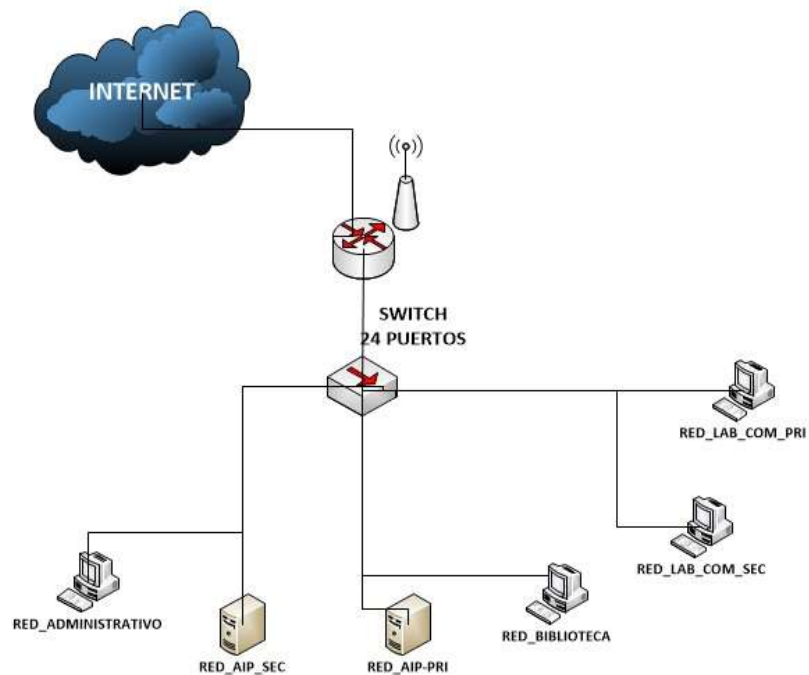 INTERNET
SWITCH
24 PUERTOS
RED_LAB_COM_PRI
RED_LAB_COM_SEC
RED_ADMINISTRATIVO
RED_BIBLIOTECA
RED_AIP_SEC
RED_AIP-PRI